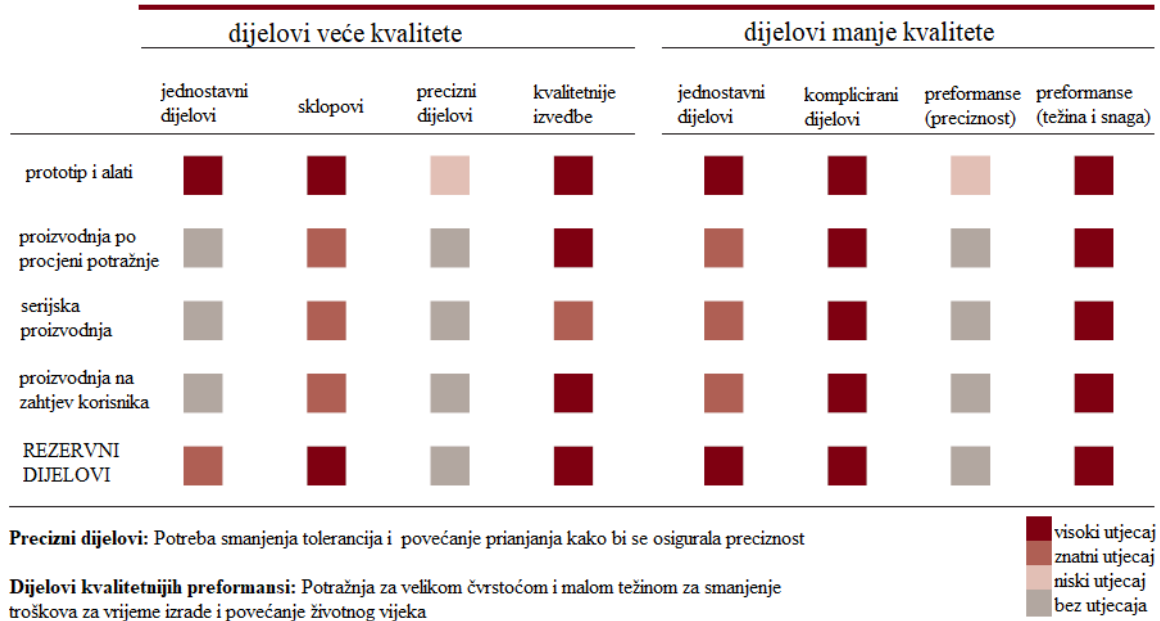 dijelovi veće kvalitete
dijelovi manje kvalitete
jednostavni
dijelovi
sklopovi
precizni
dijelovi
kvalitetnije
izvedbe
jednostavni
dijelovi
komplicirani
dijelovi
preformanse
(preciznost)
preformanse
(težina i snaga)
prototip i alati
proizvodnja po
procjeni potražnje
serijska
proizvodnja
proizvodnja na
zahtjev korisnika
REZERVNI
DIJELOVI
Precizni dijelovi: Potreba smanjenja tolerancija i povećanje prianjanja kako bi se osigurala preciznost
Dijelovi kvalitetnijih preformansi: Potražnja za velikom čvrstoćom i malom težinom za smanjenje
troškova za vrijeme izrade i povećanje životnog vijeka
visoki utjecaj
znatni utjecaj
niski utjecaj
bez utjecaja